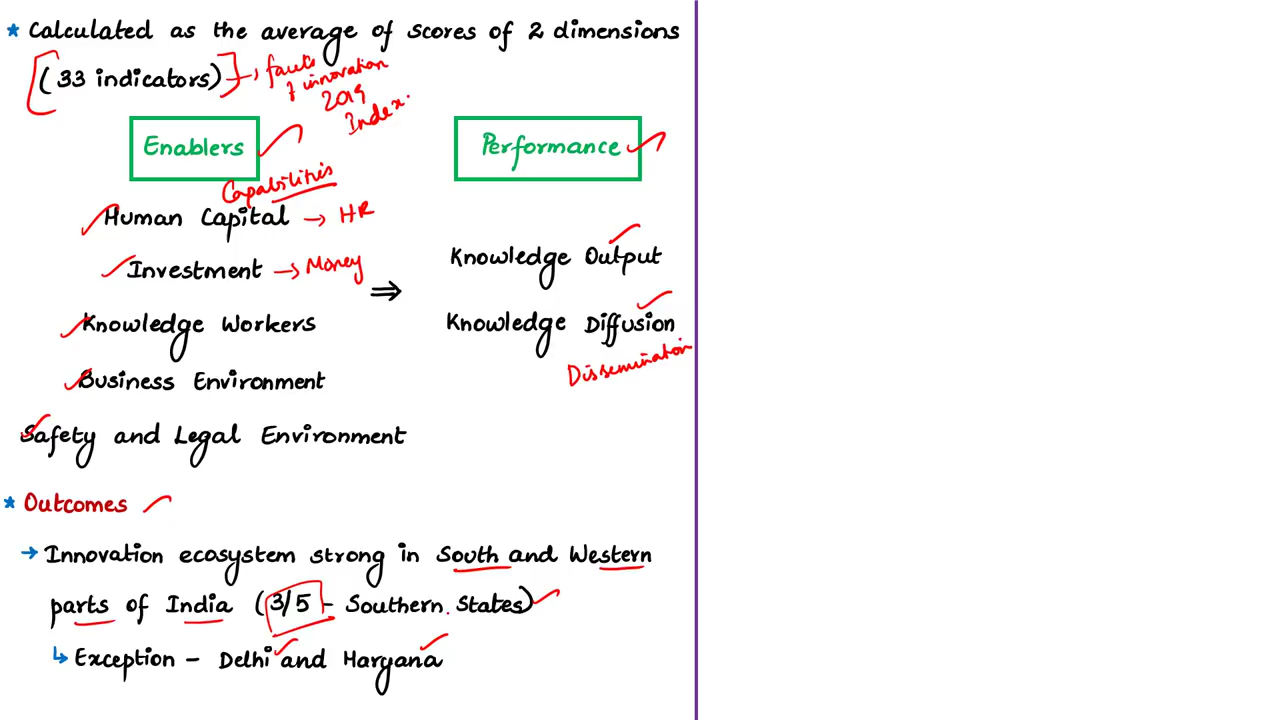 * Calculated as the average of scores of 2 dimensions
(33 indicators) → faults
of innovation
2019
Index.
Enablers
Performance
Capabilities
Human Capital → HR
Knowledge Output
Investment → Money
⇒
Knowledge Workers
Knowledge Diffusion
Dissemination
Business Environment
Safety and Legal Environment
* Outcomes
→ Innovation ecosystem strong in South and Western
parts of India (3/5 - Southern States)
↳ Exception - Delhi and Haryana